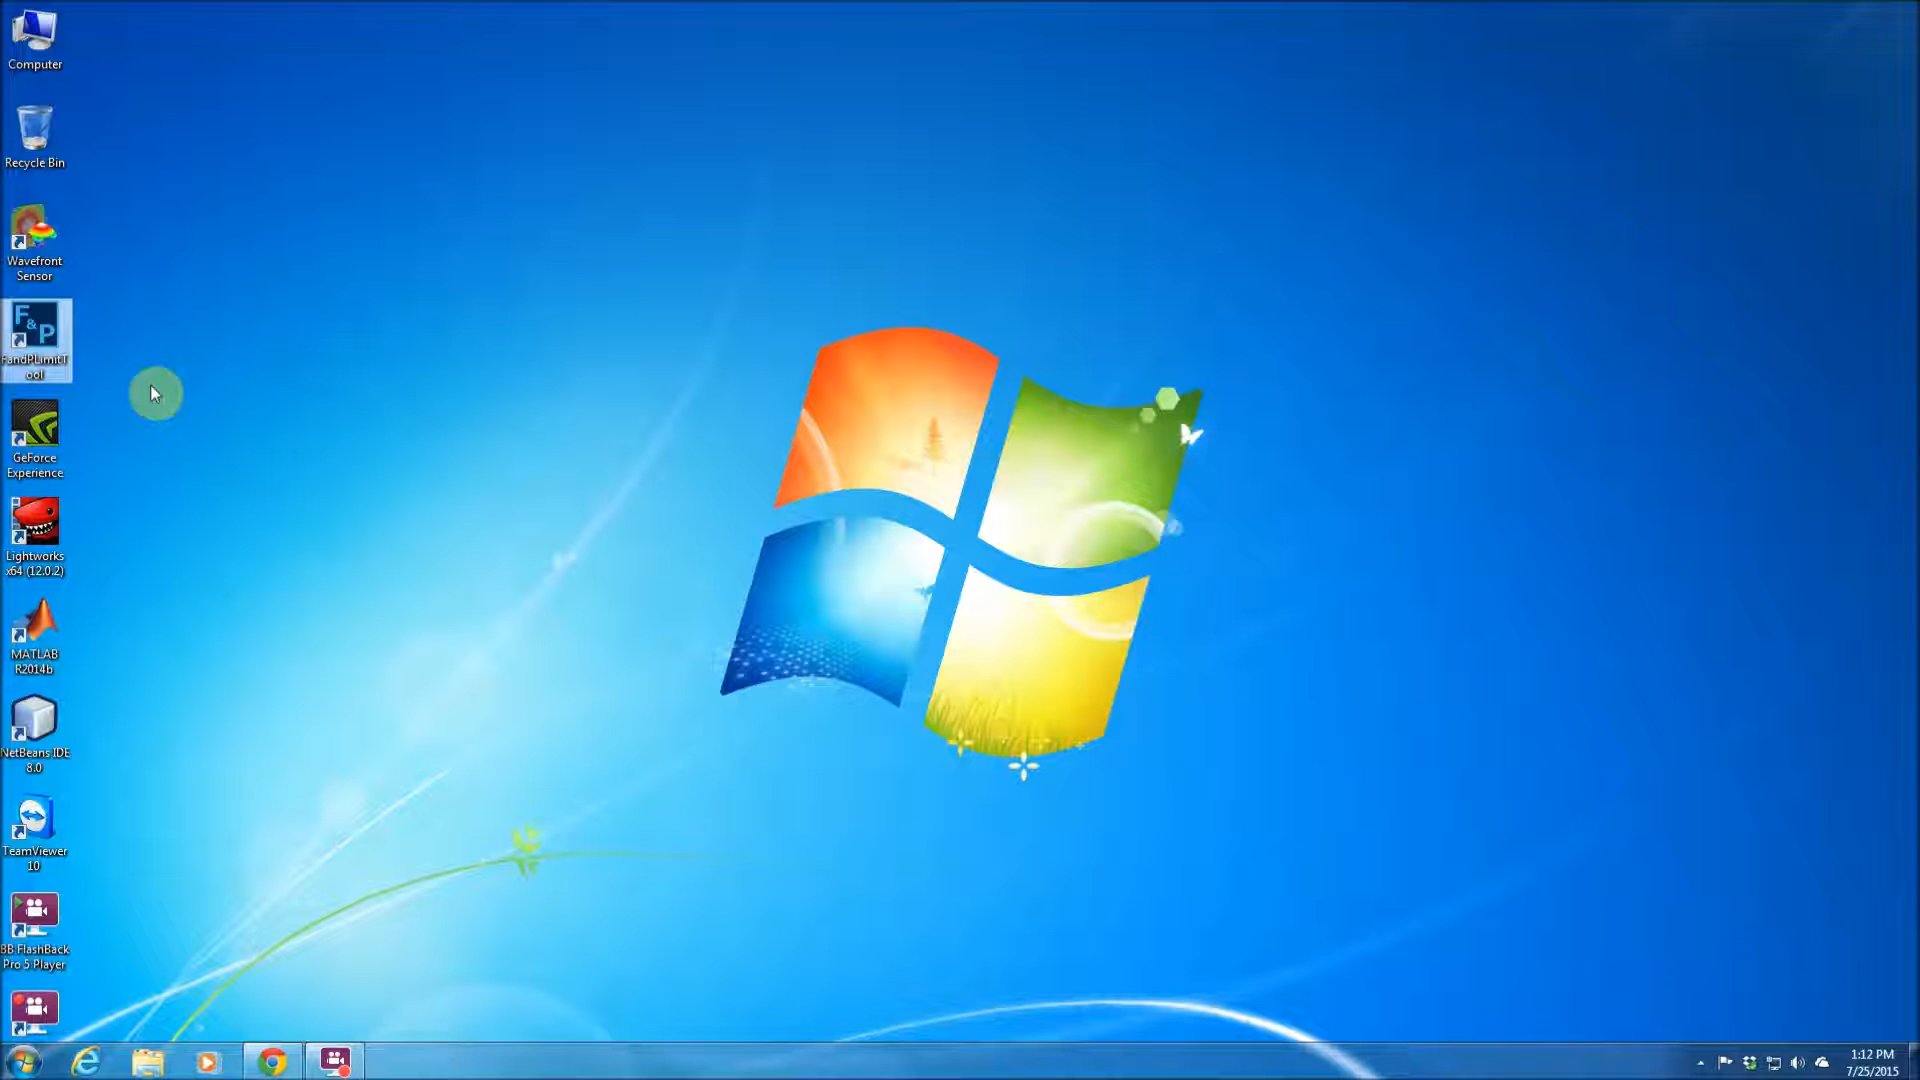 Computer
Recycle Bin
Wavefront
Sensor
F&P
FandPLimitT
ool
GeForce
Experience
Lightworks
x64 (12.0.2)
MATLAB
R2014b
NetBeans IDE
8.0
TeamViewer
10
BB FlashBack
Pro 5 Player
1:12 PM
7/25/2015